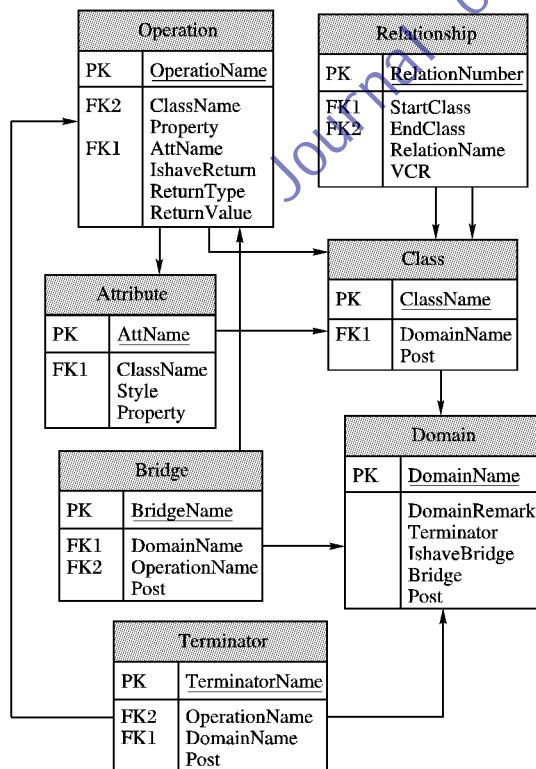 Operation
PK OperatioName
FK2 ClassName
Property
FK1 AttName
IshaveReturn
ReturnType
ReturnValue
Relationship
PK RelationNumber
FK1 StartClass
FK2 EndClass
RelationName
VCR
Attribute
PK AttName
FK1 ClassName
Style
Property
Class
PK ClassName
FK1 DomainName
Post
Bridge
PK BridgeName
FK1 DomainName
FK2 OperationName
Post
Domain
PK DomainName
DomainRemark
Terminator
IshaveBridge
Bridge
Post
Terminator
PK TerminatorName
FK2 OperationName
FK1 DomainName
Post
Journal